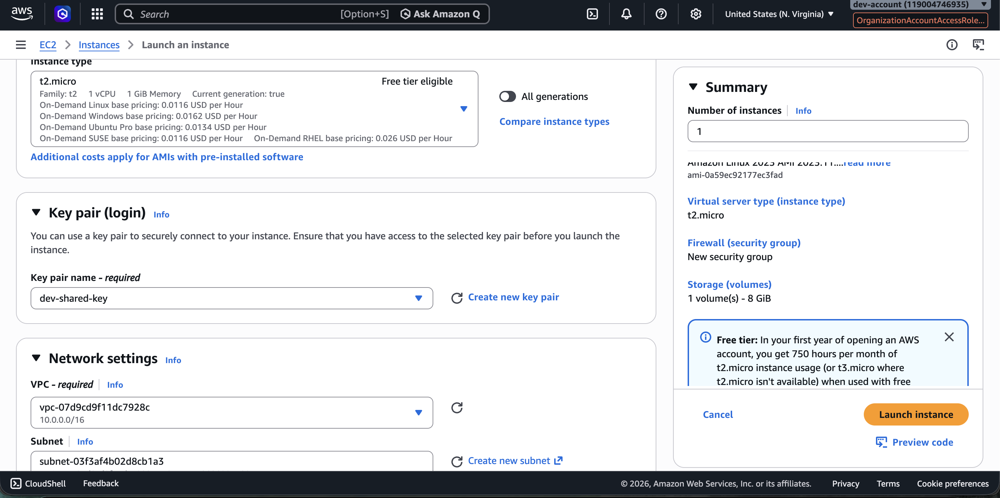 aws
Search [Option+S] Ask Amazon Q
United States (N. Virginia)
dev-account (119004746935)
OrganizationAccountAccessRole...
EC2 Instances Launch an instance
Instance type
t2.micro Free tier eligible
Family: t2 1 vCPU 1 GiB Memory Current generation: true
On-Demand Linux base pricing: 0.0116 USD per Hour
On-Demand Windows base pricing: 0.0162 USD per Hour
On-Demand Ubuntu Pro base pricing: 0.0134 USD per Hour
On-Demand SUSE base pricing: 0.0116 USD per Hour On-Demand RHEL base pricing: 0.026 USD per Hour
All generations
Compare instance types
Additional costs apply for AMIs with pre-installed software
Key pair (login) Info
You can use a key pair to securely connect to your instance. Ensure that you have access to the selected key pair before you launch the
instance.
Key pair name - required
dev-shared-key
Create new key pair
Network settings Info
VPC - required Info
vpc-07d9cd9f11dc7928c
10.0.0.0/16
Subnet Info
subnet-03f3af4b02d8cb1a3
Create new subnet
Summary
Number of instances Info
1
Amazon Linux 2023 AMI 2023.11....read more
ami-0a59ec92177ec3fad
Virtual server type (instance type)
t2.micro
Firewall (security group)
New security group
Storage (volumes)
1 volume(s) - 8 GiB
Free tier: In your first year of opening an AWS
account, you get 750 hours per month of
t2.micro instance usage (or t3.micro where
t2.micro isn't available) when used with free
Cancel
Launch instance
Preview code
CloudShell Feedback
© 2026, Amazon Web Services, Inc. or its affiliates. Privacy Terms Cookie preferences